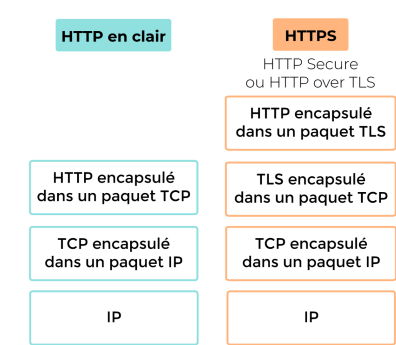 HTTP en clair
HTTPS
HTTP Secure
ou HTTP over TLS
HTTP encapsulé
dans un paquet TLS
HTTP encapsulé
dans un paquet TCP
TLS encapsulé
dans un paquet TCP
TCP encapsulé
dans un paquet IP
TCP encapsulé
dans un paquet IP
IP
IP